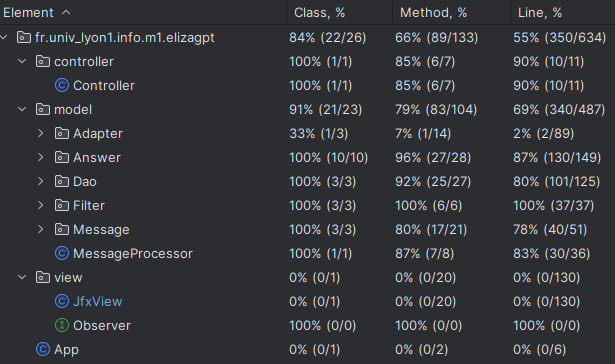 Element Class, % Method, % Line, %
fr.univ_lyon1.info.m1.elizagpt 84% (22/26) 66% (89/133) 55% (350/634)
controller 100% (1/1) 85% (6/7) 90% (10/11)
Controller 100% (1/1) 85% (6/7) 90% (10/11)
model 91% (21/23) 79% (83/104) 69% (340/487)
Adapter 33% (1/3) 7% (1/14) 2% (2/89)
Answer 100% (10/10) 96% (27/28) 87% (130/149)
Dao 100% (3/3) 92% (25/27) 80% (101/125)
Filter 100% (3/3) 100% (6/6) 100% (37/37)
Message 100% (3/3) 80% (17/21) 78% (40/51)
MessageProcessor 100% (1/1) 87% (7/8) 83% (30/36)
view 0% (0/1) 0% (0/20) 0% (0/130)
JfxView 0% (0/1) 0% (0/20) 0% (0/130)
Observer 100% (0/0) 100% (0/0) 100% (0/0)
App 0% (0/1) 0% (0/2) 0% (0/6)